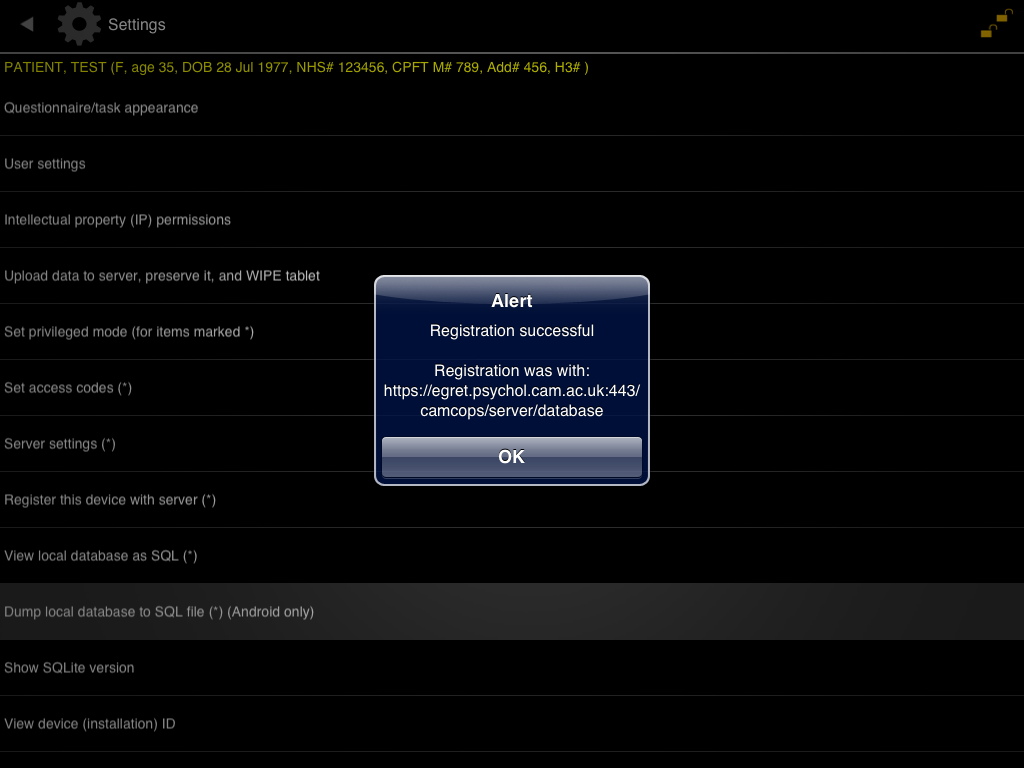 Settings
PATIENT, TEST (F, age 35, DOB 28 Jul 1977, NHS# 123456, CPFT M# 789, Add# 456, H3# )
Questionnaire/task appearance
User settings
Intellectual property (IP) permissions
Upload data to server, preserve it, and WIPE tablet
Set privileged mode (for items marked *)
Set access codes (*)
Server settings (*)
Register this device with server (*)
View local database as SQL (*)
Dump local database to SQL file (*) (Android only)
Show SQLite version
View device (installation) ID
Alert
Registration successful
Registration was with:
https://egret.psychol.cam.ac.uk:443/
camcops/server/database
OK